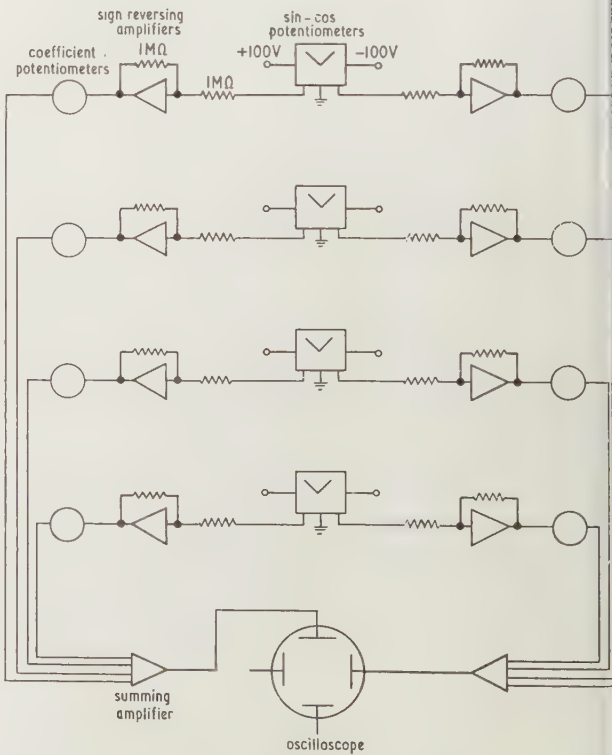 sign reversing
amplifiers
sin-cos
potentiometers
coefficient
potentiometers
1MΩ
+100V
-100V
1MΩ
summing
amplifier
oscilloscope